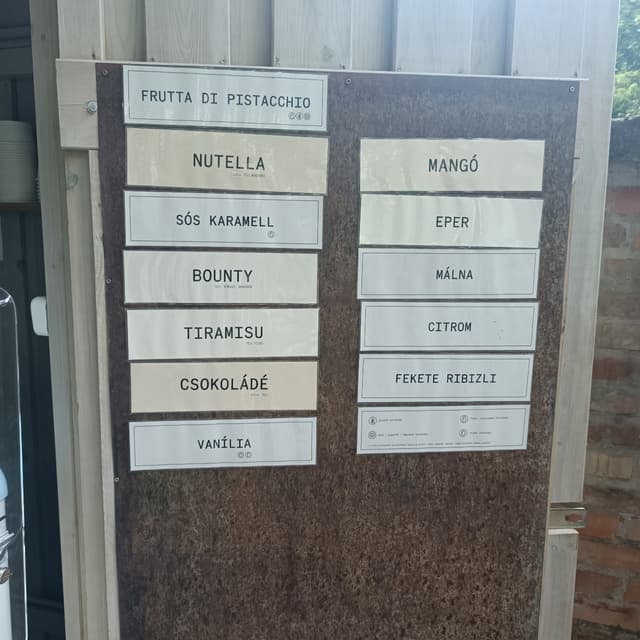 FRUTTA DI PISTACCHIO
NUTELLA
SÓS KARAMELL
BOUNTY
TIRAMISU
CSOKOLÁDÉ
VANÍLIA
MANGÓ
EPER
MÁLNA
CITROM
FEKETE RIBIZLI